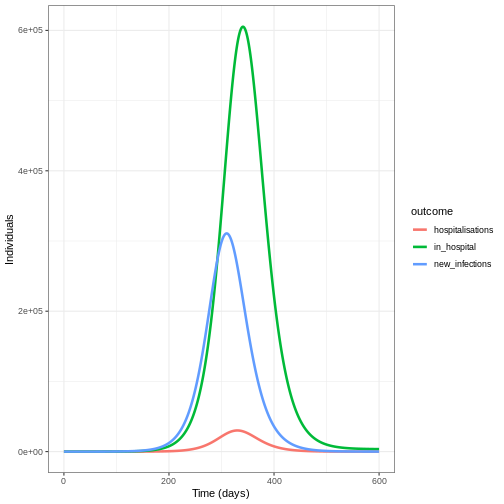 6e+05
4e+05
2e+05
0e+00
Individuals
0
200
400
600
Time (days)
outcome
hospitalisations
in_hospital
new_infections